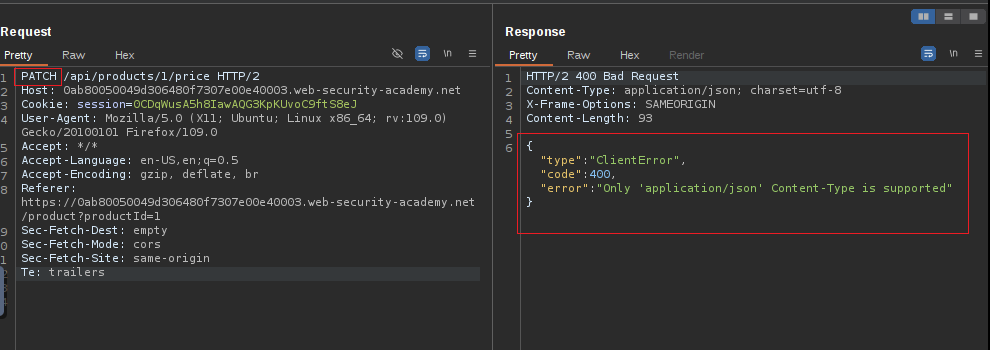 Request
Pretty Raw Hex
\n
1 PATCH /api/products/1/price HTTP/2
2 Host: 0ab80050049d306480f7307e00e40003.web-security-academy.net
3 Cookie: session=0CDqWusA5h8IawAQG3KpKUvoC9ftS8eJ
4 User-Agent: Mozilla/5.0 (X11; Ubuntu; Linux x86_64; rv:109.0)
Gecko/20100101 Firefox/109.0
5 Accept: */*
6 Accept-Language: en-US,en;q=0.5
7 Accept-Encoding: gzip, deflate, br
8 Referer:
https://0ab80050049d306480f7307e00e40003.web-security-academy.net
/product?productId=1
9 Sec-Fetch-Dest: empty
0 Sec-Fetch-Mode: cors
1 Sec-Fetch-Site: same-origin
Te: trailers
Response
Pretty Raw Hex Render
\n
1 HTTP/2 400 Bad Request
2 Content-Type: application/json; charset=utf-8
3 X-Frame-Options: SAMEORIGIN
4 Content-Length: 93
5
6 {
"type":"ClientError",
"code":400,
"error":"Only 'application/json' Content-Type is supported"
}